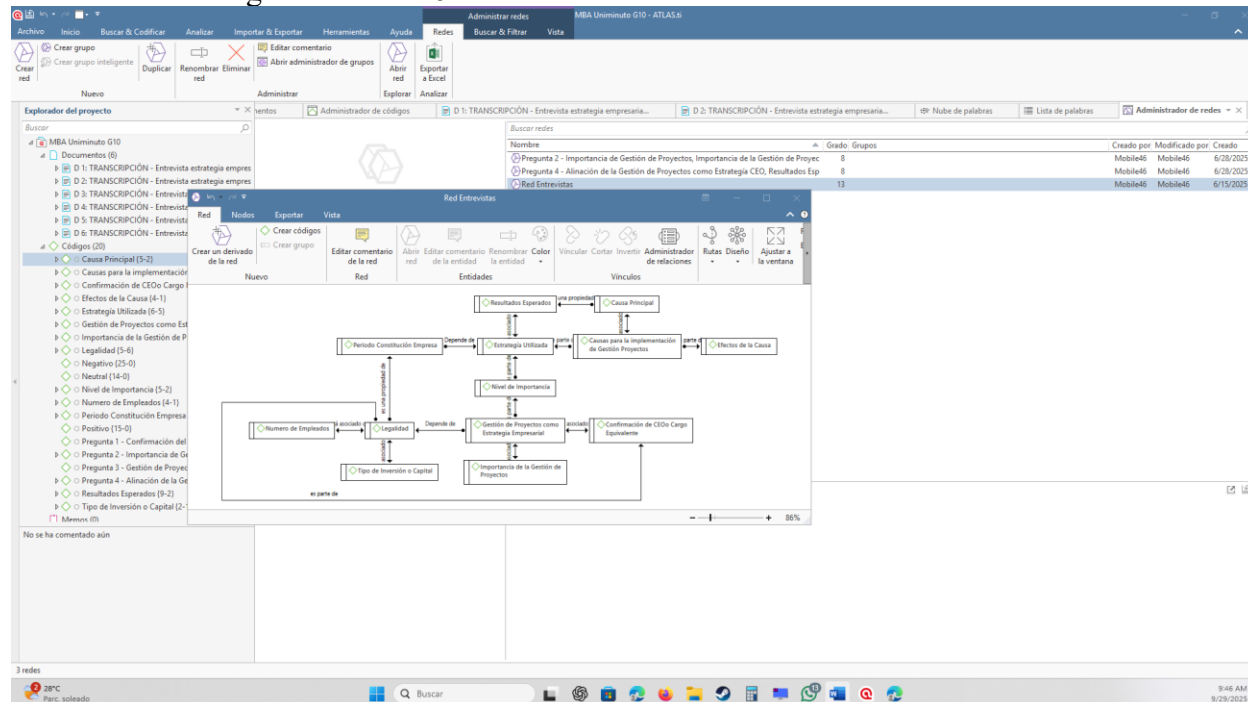 Administrar redes
MBA Uniminuto G10 - ATLAS.ti
Archivo Inicio Buscar & Codificar Analizar Importar & Exportar Herramientas Ayuda Redes Buscar & Filtrar Vista
Crear red
Crear grupo
Crear grupo inteligente
Duplicar
Renombrar red
Eliminar
Editar comentario
Abrir administrador de grupos
Abrir red
Exportar a Excel
Nuevo Administrar Explorar Analizar
Explorador del proyecto
Buscar
MBA Uniminuto G10
Documentos (6)
D 1: TRANSCRIPCIÓN - Entrevista estrategia empres
D 2: TRANSCRIPCIÓN - Entrevista estrategia empres
D 3: TRANSCRIPCIÓN - Entrevista
D 4: TRANSCRIPCIÓN - Entrevista
D 5: TRANSCRIPCIÓN - Entrevista
D 6: TRANSCRIPCIÓN - Entrevista
Códigos (20)
Causa Principal (5-2)
Causas para la implementación
Confirmación de CEOo Cargo
Efectos de la Causa (4-1)
Estrategia Utilizada (6-5)
Gestión de Proyectos como Est
Importancia de la Gestión de P
Legalidad (5-6)
Negativo (25-0)
Neutral (14-0)
Nivel de Importancia (5-2)
Numero de Empleados (4-1)
Periodo Constitución Empresa
Positivo (15-0)
Pregunta 1 - Confirmación del
Pregunta 2 - Importancia de Ge
Pregunta 3 - Gestión de Proyec
Pregunta 4 - Alinación de la Ge
Resultados Esperados (9-2)
Tipo de Inversión o Capital (2-
Memos (0)
No se ha comentado aún
3 redes
mentos
Administrador de códigos
D 1: TRANSCRIPCIÓN - Entrevista estrategia empresaria...
D 2: TRANSCRIPCIÓN - Entrevista estrategia empresaria...
Nube de palabras
Lista de palabras
Administrador de redes
Buscar redes
Nombre Grado Grupos Creado por Modificado por Creado
Pregunta 2 - Importancia de Gestión de Proyectos, Importancia de la Gestión de Proyec 8 Mobile46 Mobile46 6/28/2025
Pregunta 4 - Alinación de la Gestión de Proyectos como Estrategía CEO, Resultados Esp 8 Mobile46 Mobile46 6/28/2025
Red Entrevistas 13 Mobile46 Mobile46 6/15/2025
Red Entrevistas
Red Nodos Exportar Vista
Crear un derivado de la red
Crear códigos
Crear grupo
Editar comentario de la red
Abrir red
Editar comentario de la entidad
Renombrar la entidad
Color
Vincular Cortar Invertir
Administrador de relaciones
Rutas Diseño
Ajustar a la ventana
Nuevo Red Entidades Vínculos
Resultados Esperados
una propiedad
Causa Principal
asociado
Periodo Constitución Empresa
Depende de
Estrategía Utilizada
parte d
Causas para la implementación
de Gestión Proyectos
parte d
Efectos de la Causa
es una propiedad de
parte de
Nivel de Importancia
parte de
Numero de Empleados
á asociado c
Legalidad
Depende de
Gestión de Proyectos como
Estrategía Empresarial
asociado
Confirmación de CEOo Cargo
Equivalente
asociado
asociado
Tipo de Inversión o Capital
Importancia de la Gestión de
Proyectos
es parte de
86%
2
28°C
Parc. soleado
Buscar
9:46 AM
9/29/2025